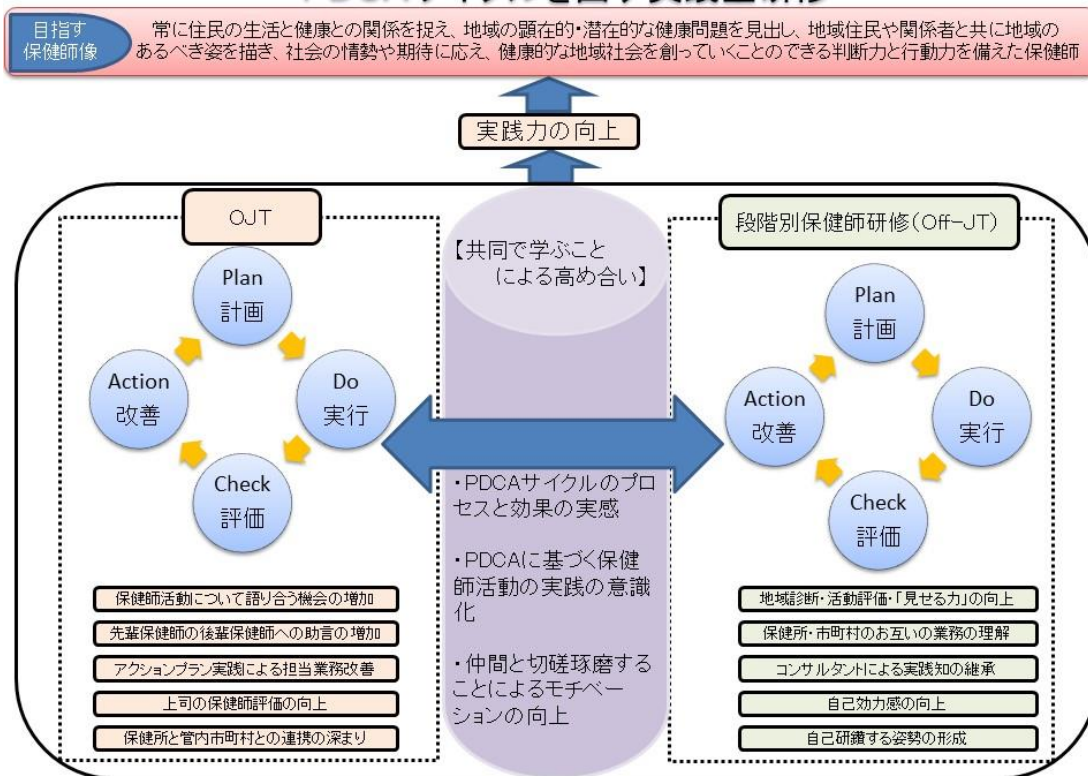 目指す
保健師像
常に住民の生活と健康との関係を捉え、地域の顕在的・潜在的な健康問題を見出し、地域住民や関係者と共に地域の
あるべき姿を描き、社会の情勢や期待に応え、健康的な地域社会を創っていくことのできる判断力と行動力を備えた保健師
実践力の向上
OJT
Plan
計画
Do
実行
Check
評価
Action
改善
保健師活動について語り合う機会の増加
先輩保健師の後輩保健師への助言の増加
アクションプラン実践による担当業務改善
上司の保健師評価の向上
保健所と管内市町村との連携の深まり
【共同で学ぶこと
による高め合い】
・PDCAサイクルのプロ
セスと効果の実感
・PDCAに基づく保健
師活動の実践の意識
化
・仲間と切磋琢磨する
ことによるモチベー
ションの向上
段階別保健師研修(Off-JT)
Plan
計画
Do
実行
Check
評価
Action
改善
地域診断・活動評価・「見せる力」の向上
保健所・市町村のお互いの業務の理解
コンサルタントによる実践知の継承
自己効力感の向上
自己研鑽する姿勢の形成